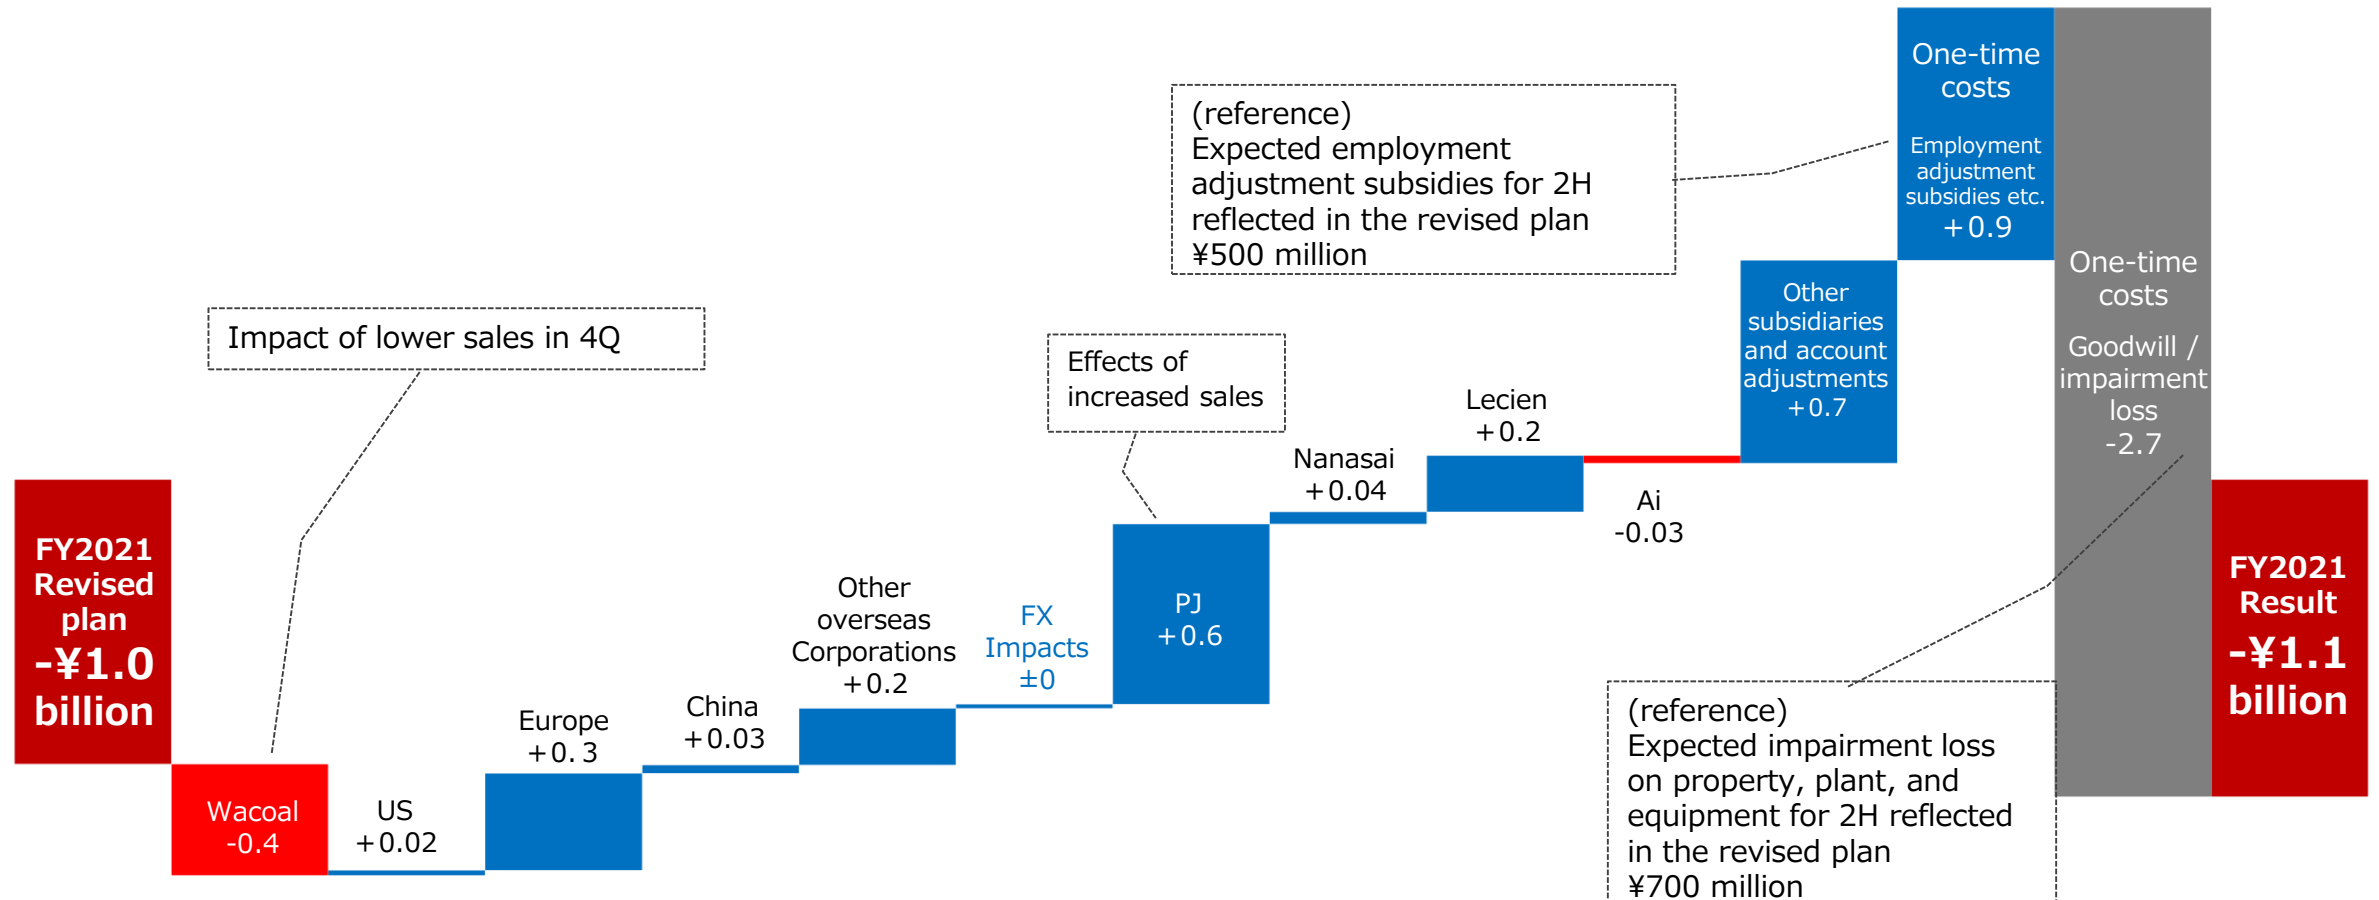 FY2021
Revised
plan
-¥1.0
billion
Impact of lower sales in 4Q
Wacoal
-0.4
US
+0.02
Europe
+0.3
China
+0.03
Other
overseas
Corporations
+0.2
FX
Impacts
±0
Effects of
increased sales
PJ
+0.6
Nanasai
+0.04
Lecien
+0.2
Ai
-0.03
(reference)
Expected employment
adjustment subsidies for 2H
reflected in the revised plan
¥500 million
Other
subsidiaries
and account
adjustments
+0.7
One-time
costs
Employment
adjustment
subsidies etc.
+0.9
One-time
costs
Goodwill /
impairment
loss
-2.7
(reference)
Expected impairment loss
on property, plant, and
equipment for 2H reflected
in the revised plan
¥700 million
FY2021
Result
-¥1.1
billion